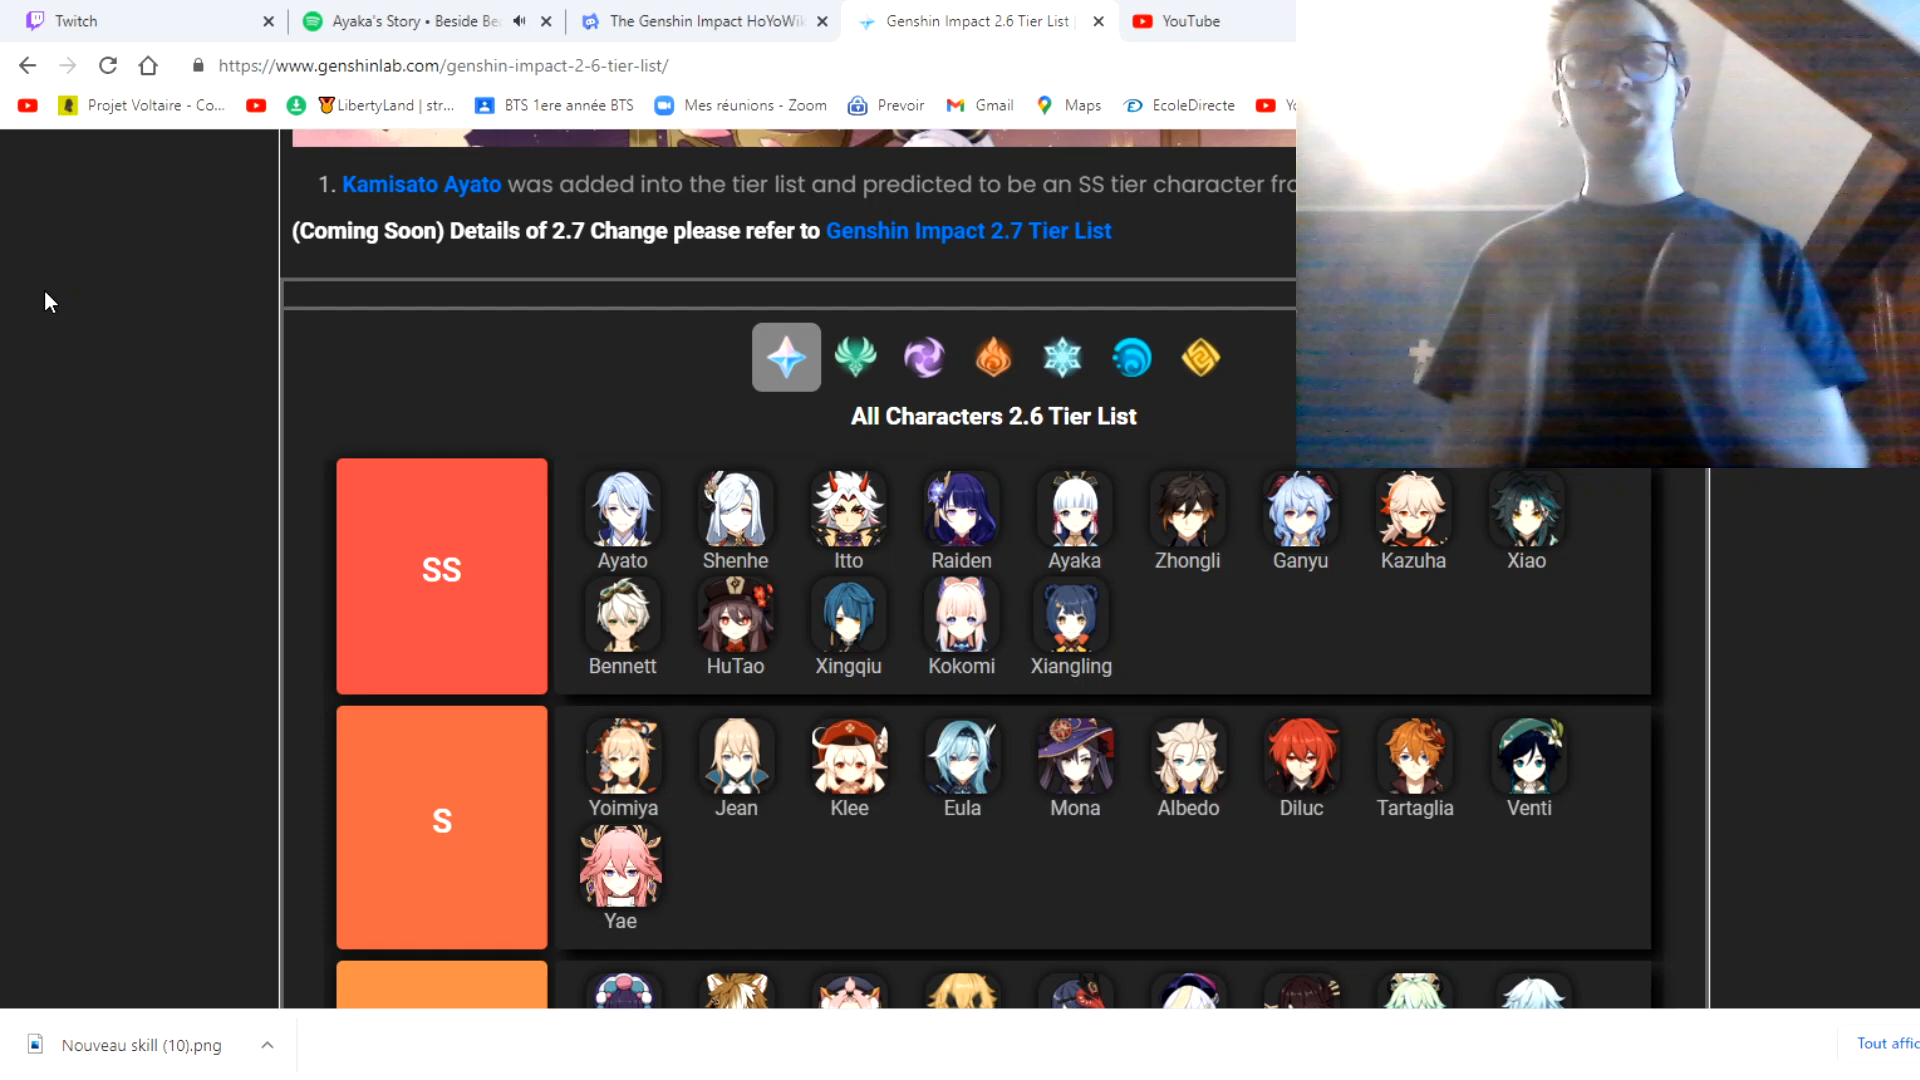 Twitch
Ayaka's Story • Beside Be
The Genshin Impact HoYoWik
Genshin Impact 2.6 Tier List |
YouTube
https://www.genshinlab.com/genshin-impact-2-6-tier-list/
Projet Voltaire - Co...
LibertyLand | str...
BTS 1ere année BTS
Mes réunions - Zoom
Prevoir
Gmail
Maps
EcoleDirecte
1. Kamisato Ayato was added into the tier list and predicted to be an SS tier character fro
(Coming Soon) Details of 2.7 Change please refer to Genshin Impact 2.7 Tier List
All Characters 2.6 Tier List
SS
Ayato Shenhe Itto Raiden Ayaka Zhongli Ganyu Kazuha Xiao
Bennett HuTao Xingqiu Kokomi Xiangling
S
Yoimiya Jean Klee Eula Mona Albedo Diluc Tartaglia Venti
Yae
Nouveau skill (10).png
Tout affic